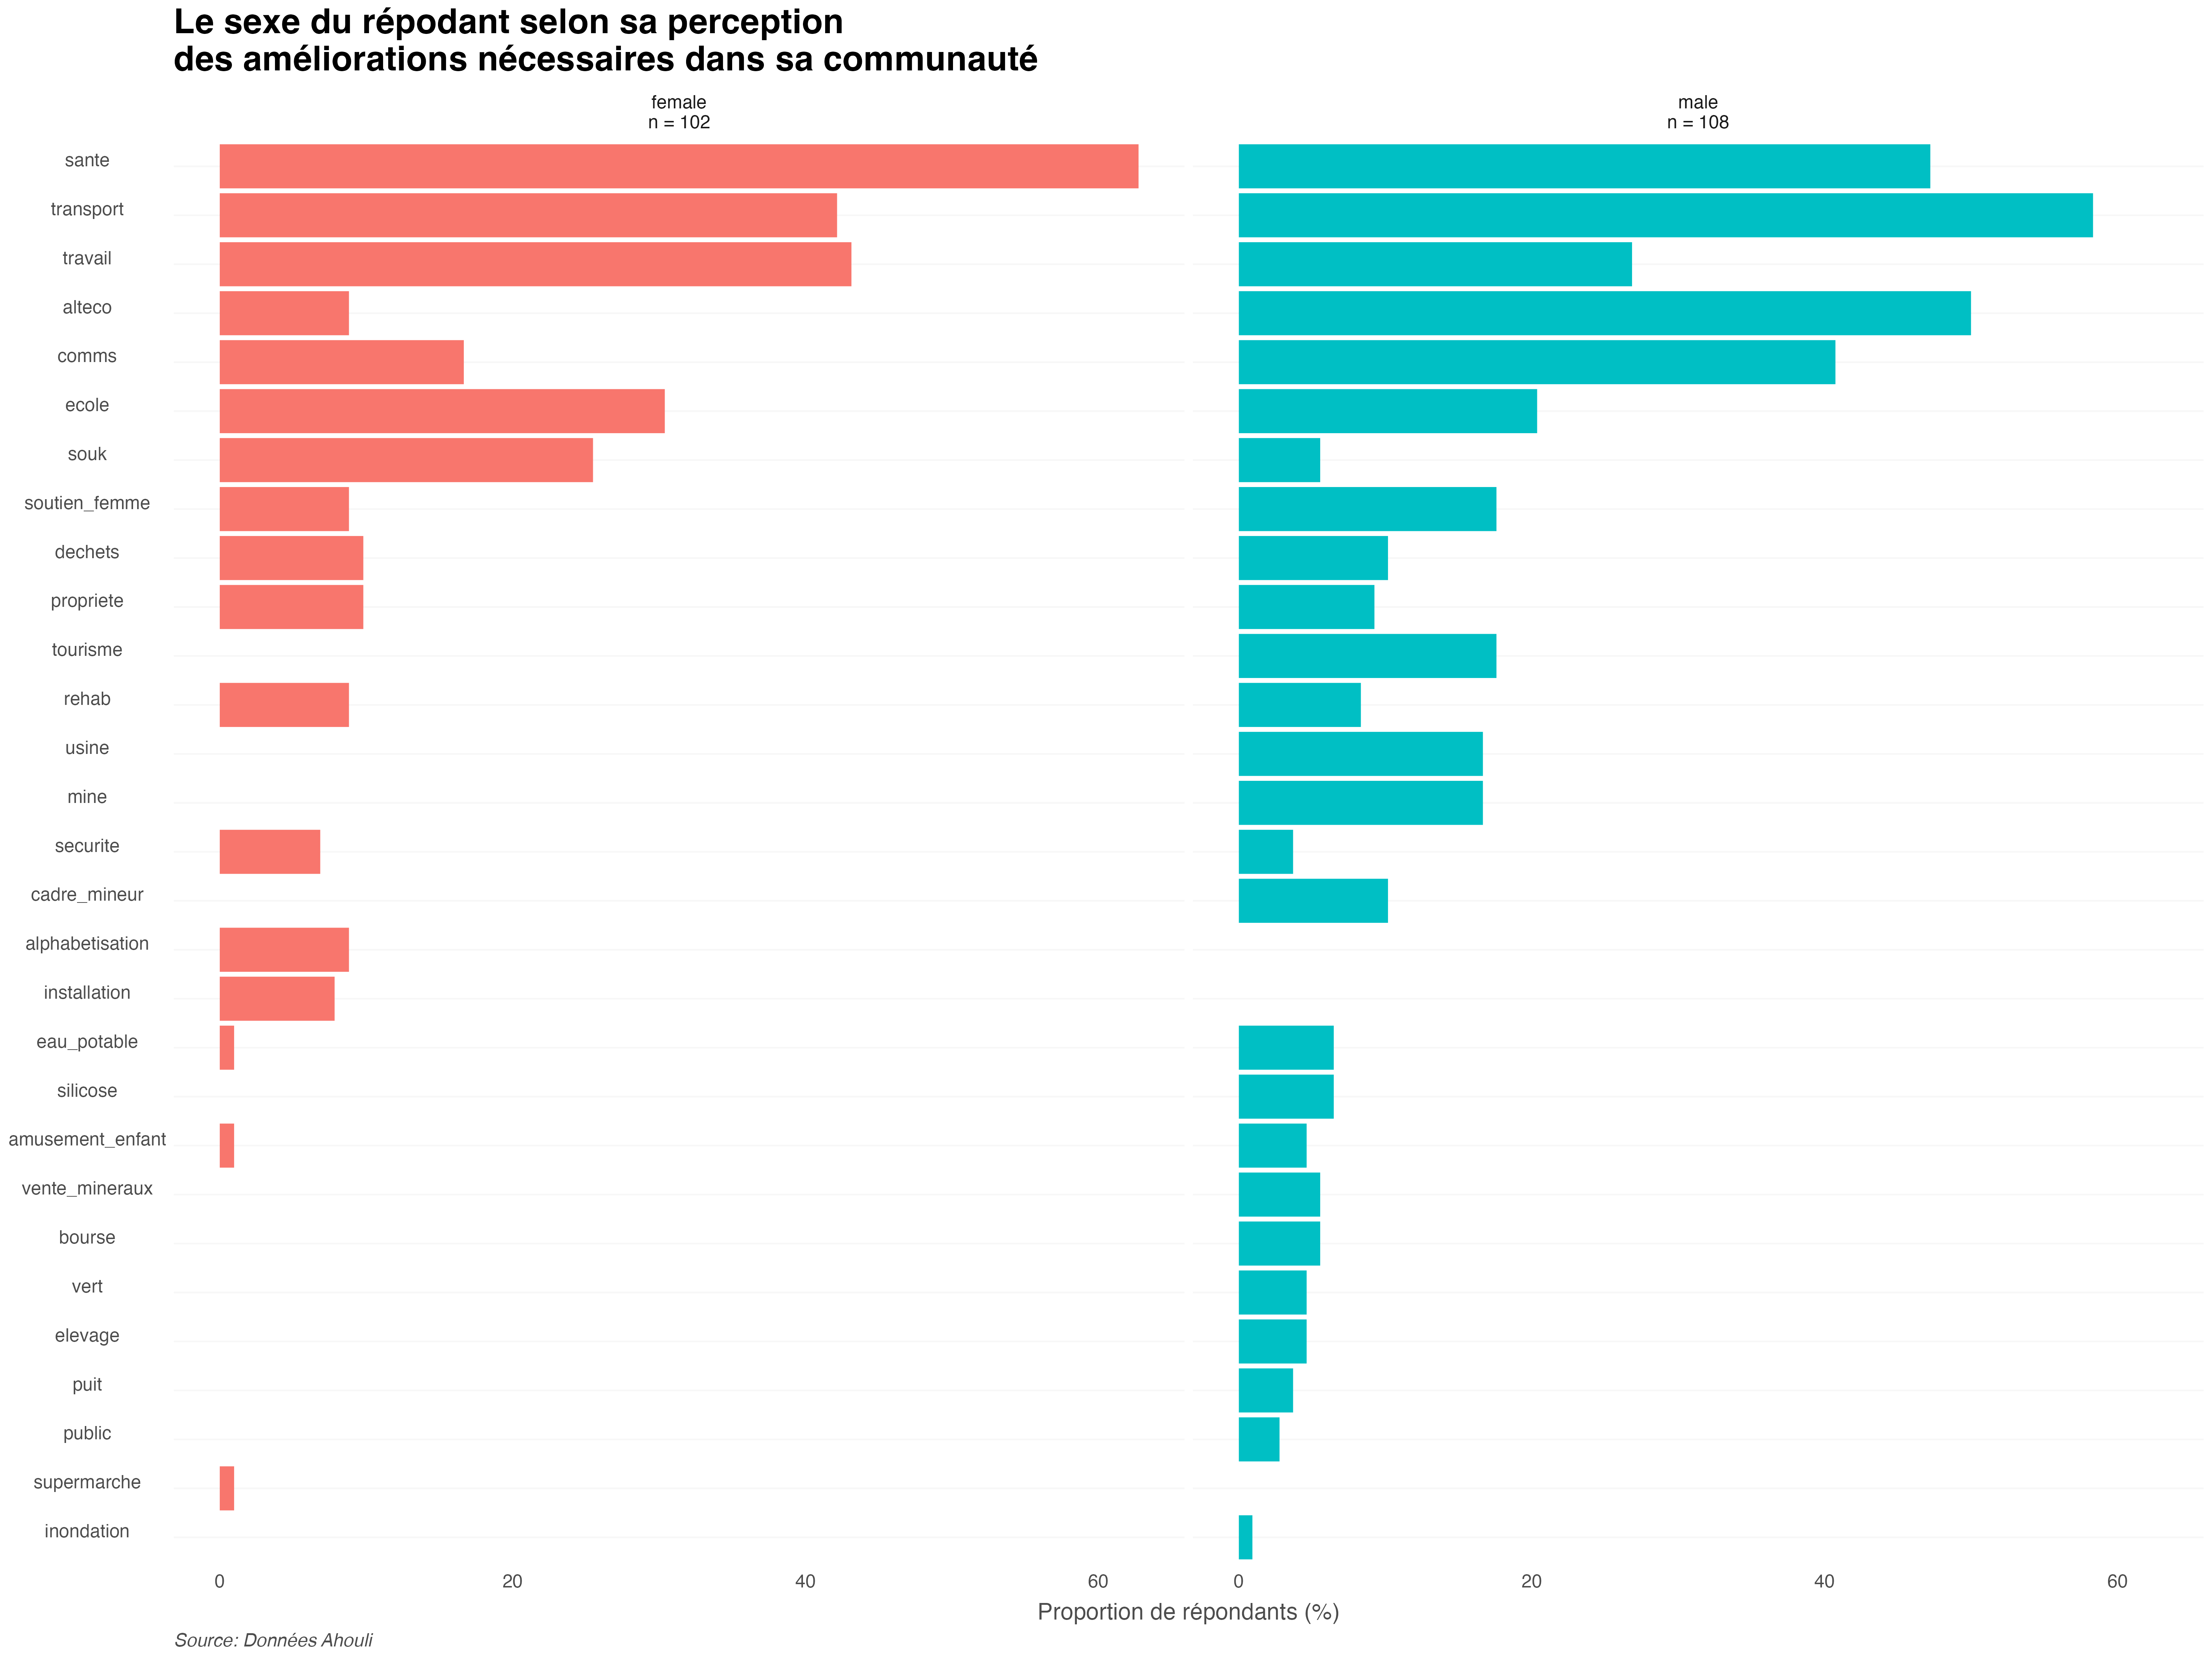 Le sexe du répodant selon sa perception
des améliorations nécessaires dans sa communauté
female
n = 102
male
n = 108
sante
transport
travail
alteco
comms
ecole
souk
soutien_femme
dechets
propriete
tourisme
rehab
usine
mine
securite
cadre_mineur
alphabetisation
installation
eau_potable
silicose
amusement_enfant
vente_mineraux
bourse
vert
elevage
puit
public
supermarche
inondation
0 20 40 60 0 20 40 60
Proportion de répondants (%)
Source: Données Ahouli